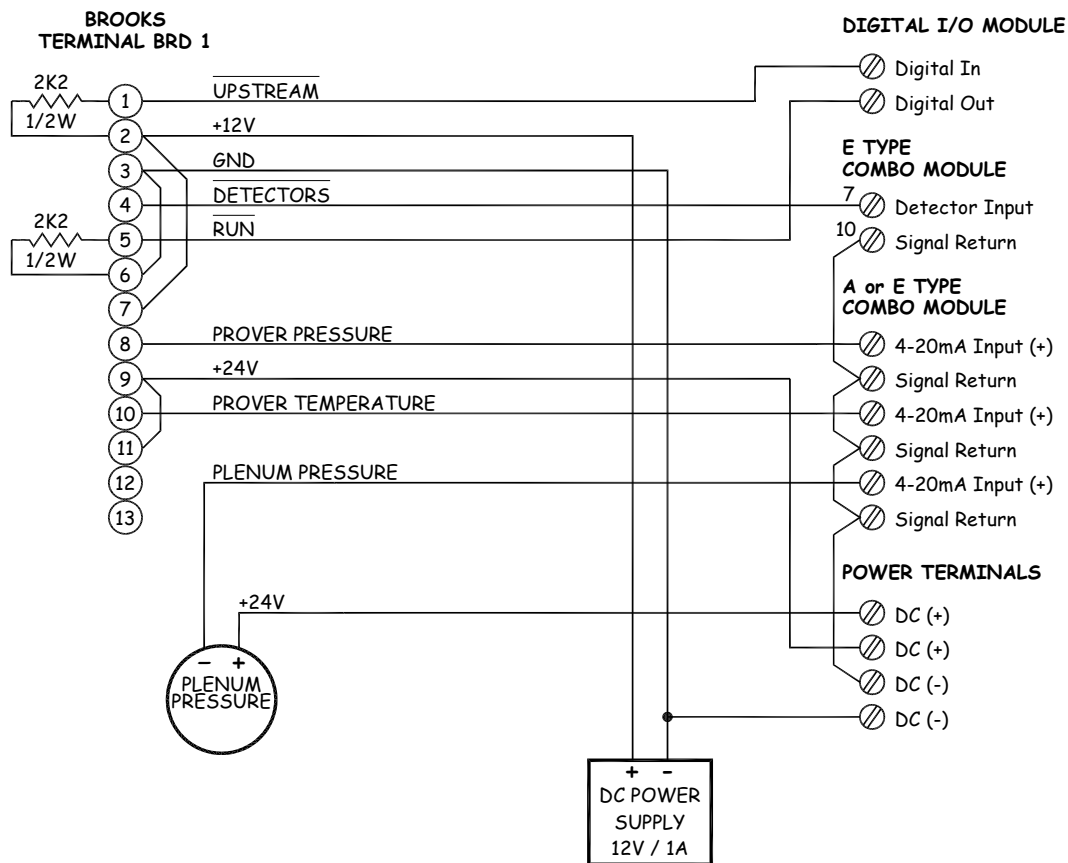 BROOKS
TERMINAL BRD 1
2K2
1/2W
2K2
1/2W
1
2
3
4
5
6
7
8
9
10
11
12
13
UPSTREAM
+12V
GND
DETECTORS
RUN
PROVER PRESSURE
+24V
PROVER TEMPERATURE
PLENUM PRESSURE
+24V
− +
PLENUM
PRESSURE
+ −
DC POWER
SUPPLY
12V / 1A
DIGITAL I/O MODULE
Digital In
Digital Out
E TYPE
COMBO MODULE
7 Detector Input
10 Signal Return
A or E TYPE
COMBO MODULE
4-20mA Input (+)
Signal Return
4-20mA Input (+)
Signal Return
4-20mA Input (+)
Signal Return
POWER TERMINALS
DC (+)
DC (+)
DC (-)
DC (-)